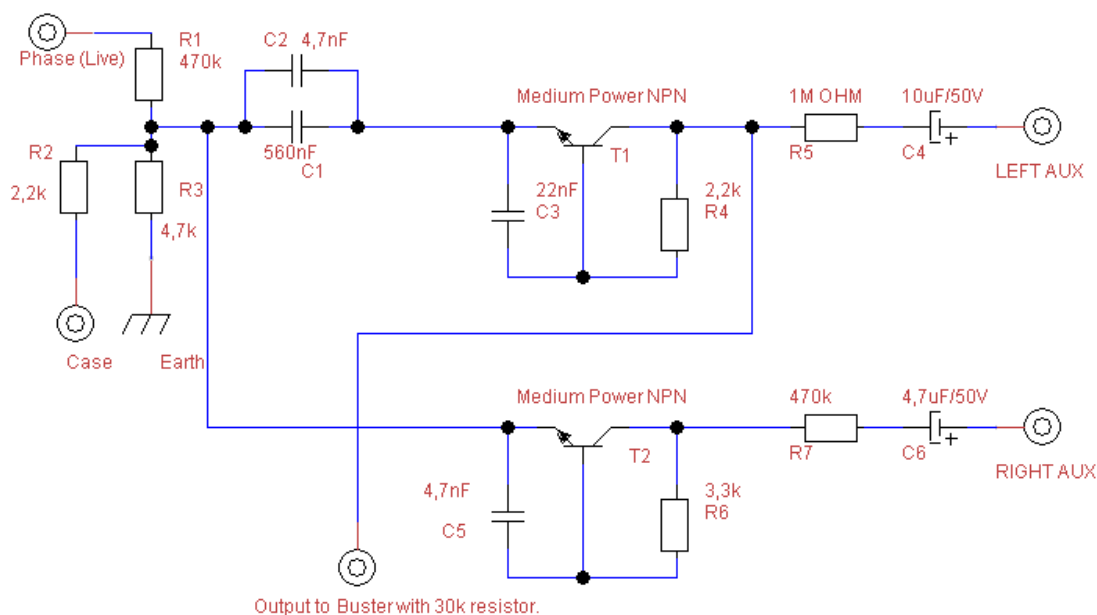 Phase (Live)
R1
470k
C2 4,7nF
560nF
C1
R2
2,2k
R3
4,7k
Case
Earth
Medium Power NPN
T1
22nF
C3
2,2k
R4
1M OHM
R5
10uF/50V
C4
+
LEFT AUX
Medium Power NPN
T2
4,7nF
C5
3,3k
R6
470k
R7
4,7uF/50V
C6
+
RIGHT AUX
Output to Buster with 30k resistor.